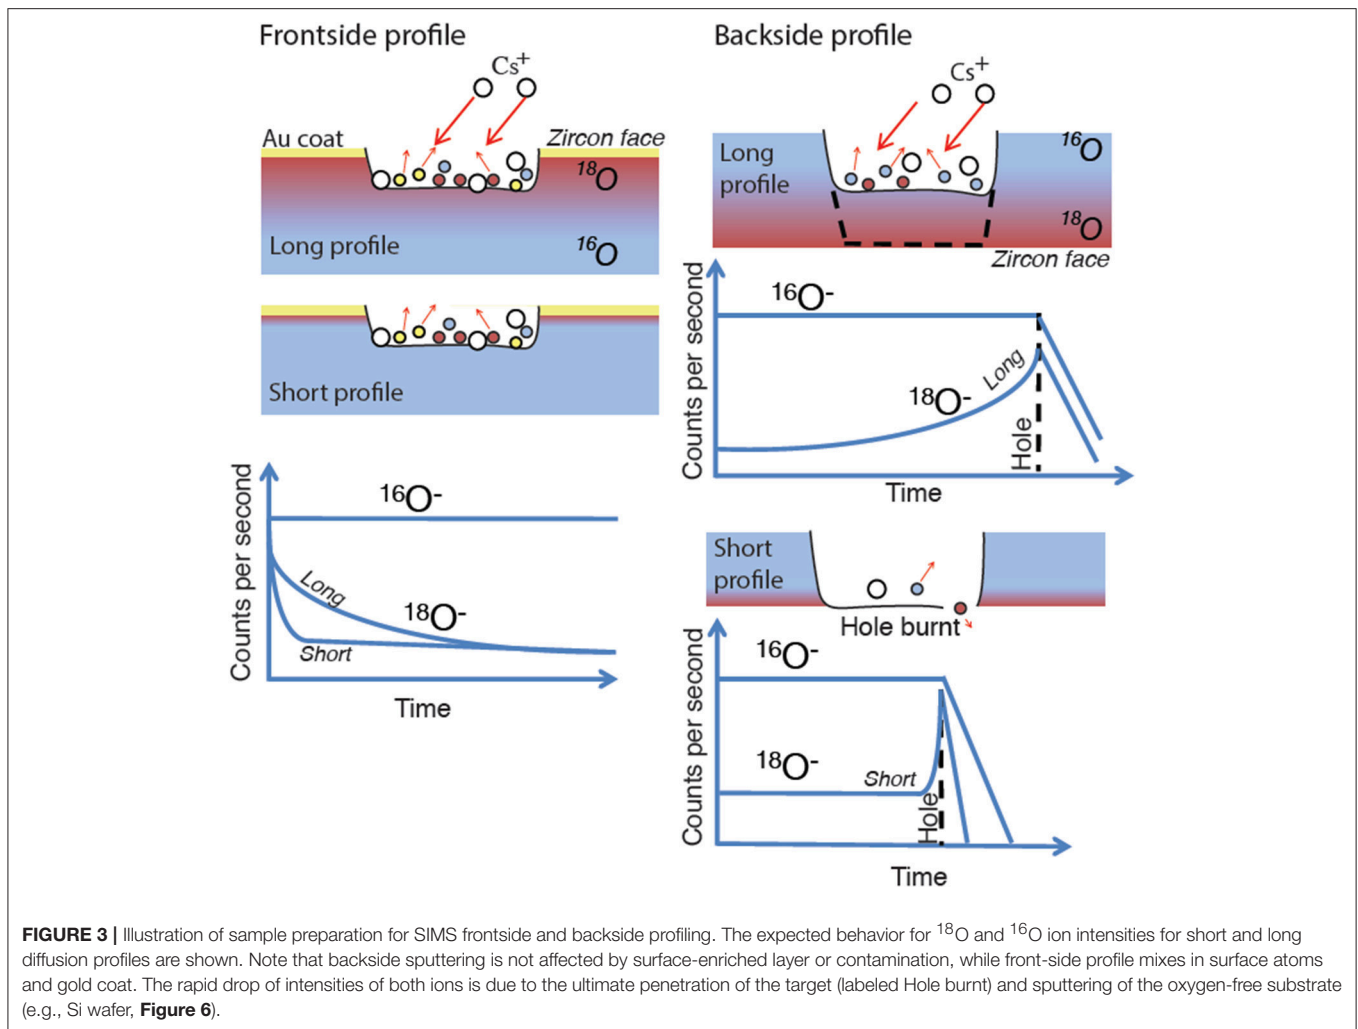 Frontside profile
Cs+
Au coat
Zircon face
18O
Long profile
16O
Short profile
Counts per second
16O-
Long
18O-
Short
Time
Backside profile
Cs+
Long
profile
16O
18O
Zircon face
Counts per second
16O-
Long
18O-
Hole
Time
Short
profile
Hole burnt
Counts per second
16O-
18O-
Short
Hole
Time
FIGURE 3 | Illustration of sample preparation for SIMS frontside and backside profiling. The expected behavior for 18O and 16O ion intensities for short and long
diffusion profiles are shown. Note that backside sputtering is not affected by surface-enriched layer or contamination, while front-side profile mixes in surface atoms
and gold coat. The rapid drop of intensities of both ions is due to the ultimate penetration of the target (labeled Hole burnt) and sputtering of the oxygen-free substrate
(e.g., Si wafer, Figure 6).